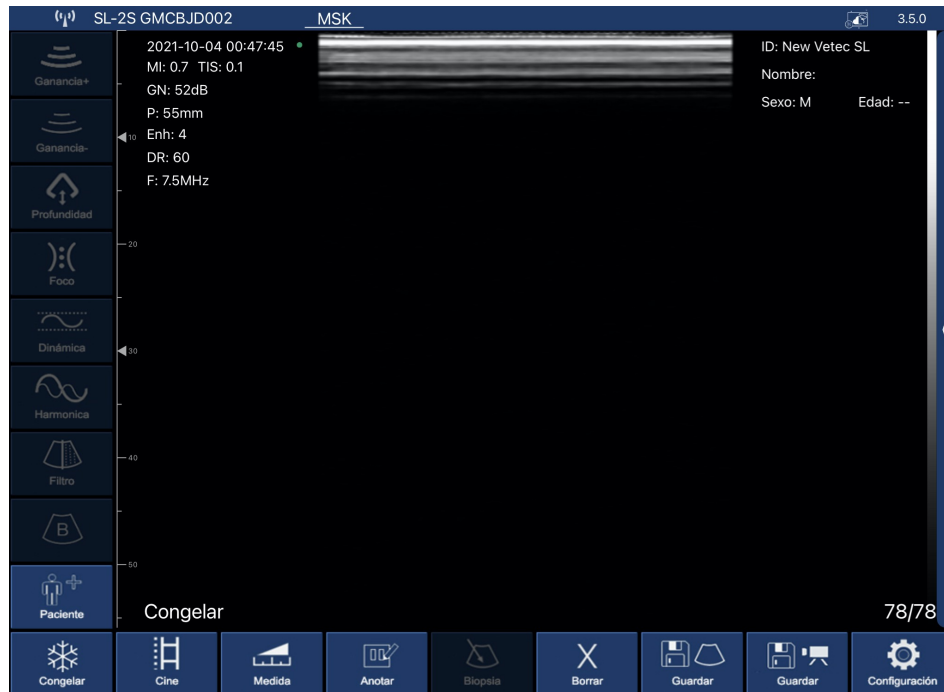 SL-2S GMCBJD002 MSK 3.5.0
Ganancia+
Ganancia-
Profundidad
Foco
Dinámica
Harmonica
Filtro
B
Paciente
2021-10-04 00:47:45
MI: 0.7 TIS: 0.1
GN: 52dB
P: 55mm
Enh: 4
DR: 60
F: 7.5MHz
10
20
30
40
50
ID: New Vetec SL
Nombre:
Sexo: M Edad: --
Congelar 78/78
Congelar Cine Medida Anotar Biopsia Borrar Guardar Guardar Configuración